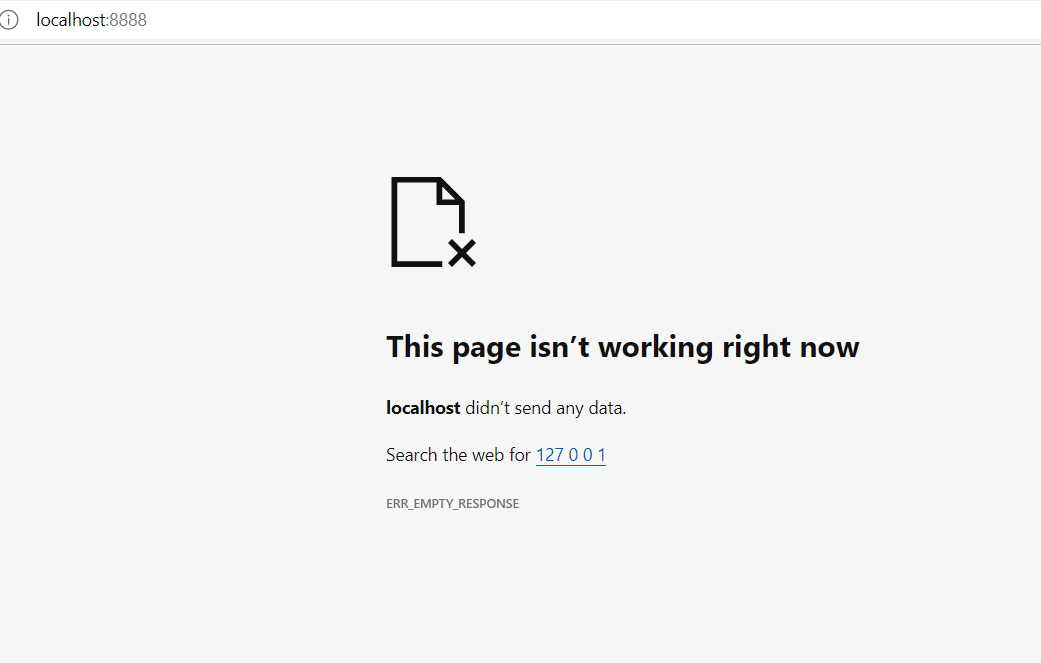 localhost:8888
This page isn’t working right now
localhost didn’t send any data.
Search the web for 127 0 0 1
ERR_EMPTY_RESPONSE